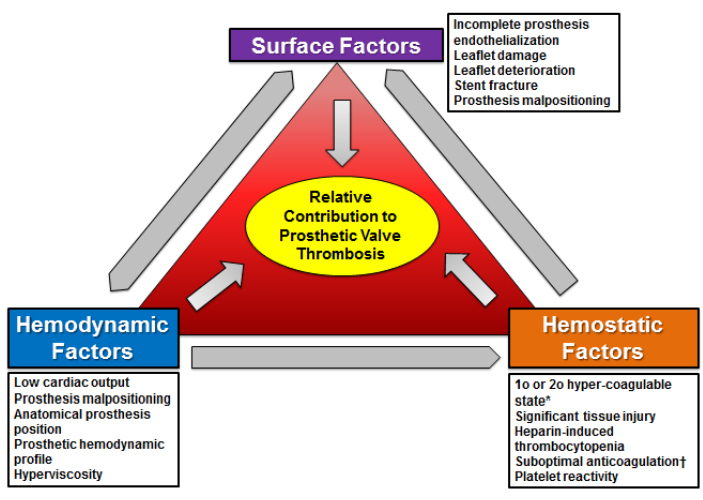 Surface Factors
Incomplete prosthesis
endothelialization
Leaflet damage
Leaflet deterioration
Stent fracture
Prosthesis malpositioning
Relative
Contribution to
Prosthetic Valve
Thrombosis
Hemodynamic
Factors
Low cardiac output
Prosthesis malpositioning
Anatomical prosthesis
position
Prosthetic hemodynamic
profile
Hyperviscosity
Hemostatic
Factors
1o or 2o hyper-coagulable
state*
Significant tissue injury
Heparin-induced
thrombocytopenia
Suboptimal anticoagulation†
Platelet reactivity